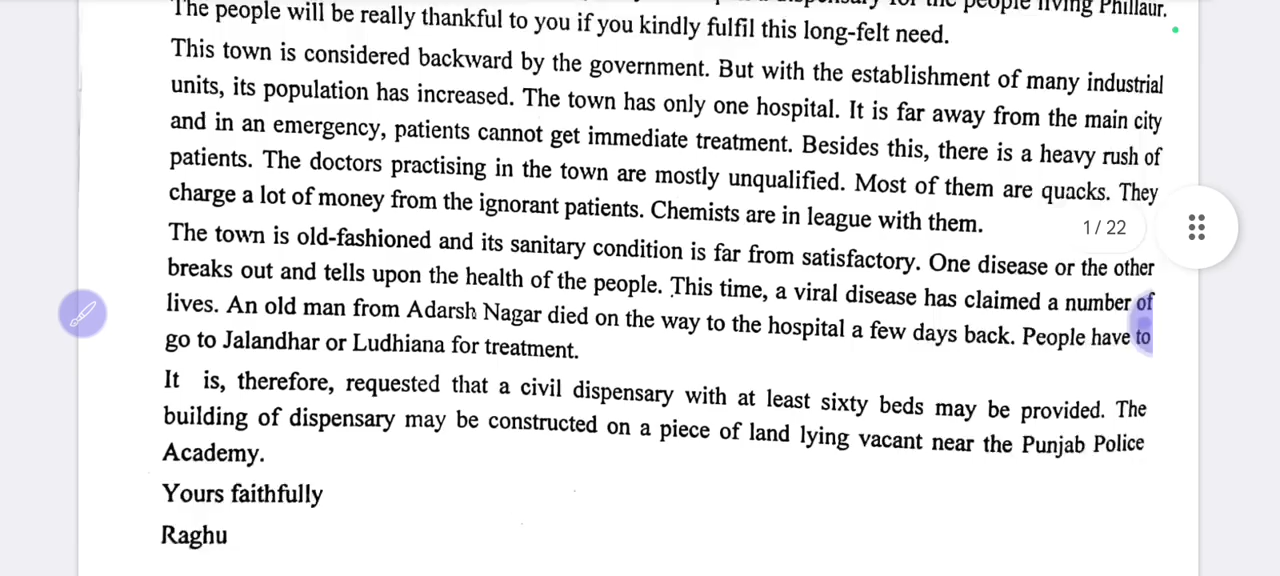 for the people living Phillaur.
The people will be really thankful to you if you kindly fulfil this long-felt need.
This town is considered backward by the government. But with the establishment of many industrial
units, its population has increased. The town has only one hospital. It is far away from the main city
and in an emergency, patients cannot get immediate treatment. Besides this, there is a heavy rush of
patients. The doctors practising in the town are mostly unqualified. Most of them are quacks. They
charge a lot of money from the ignorant patients. Chemists are in league with them.
1 / 22
The town is old-fashioned and its sanitary condition is far from satisfactory. One disease or the other
breaks out and tells upon the health of the people. This time, a viral disease has claimed a number of
lives. An old man from Adarsh Nagar died on the way to the hospital a few days back. People have to
go to Jalandhar or Ludhiana for treatment.
It is, therefore, requested that a civil dispensary with at least sixty beds may be provided. The
building of dispensary may be constructed on a piece of land lying vacant near the Punjab Police
Academy.
Yours faithfully
Raghu